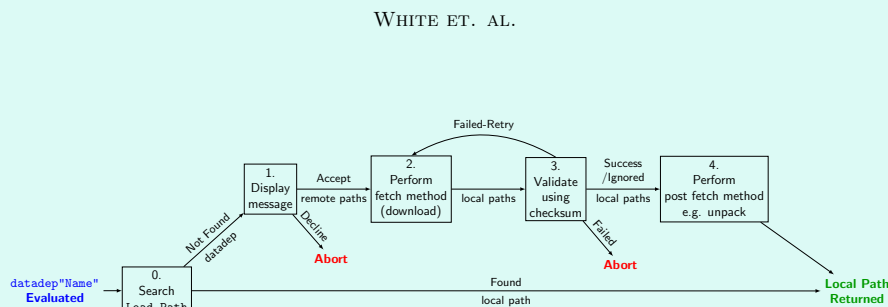 WHITE ET. AL.
Failed-Retry
1.
Display
message
Accept
remote paths
2.
Perform
fetch method
(download)
local paths
3.
Validate
using
checksum
Success
/Ignored
local paths
4.
Perform
post fetch method
e.g. unpack
Not Found
datadep
Decline
Abort
Failed
Abort
datadep"Name"
Evaluated
0.
Search
Load Path
Found
local path
Local Path
Returned